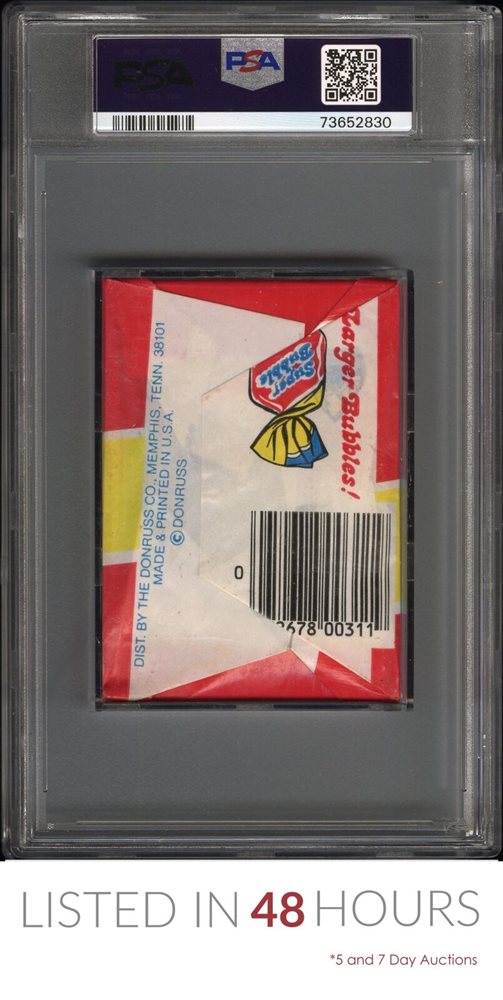 PSA
PSA
73652830
Larger Bubbles!
Super
Bubble
DIST. BY THE DONRUSS CO., MEMPHIS, TENN. 38101
MADE & PRINTED IN U.S.A.
© DONRUSS
0
678 00311
LISTED IN 48 HOURS
*5 and 7 Day Auctions